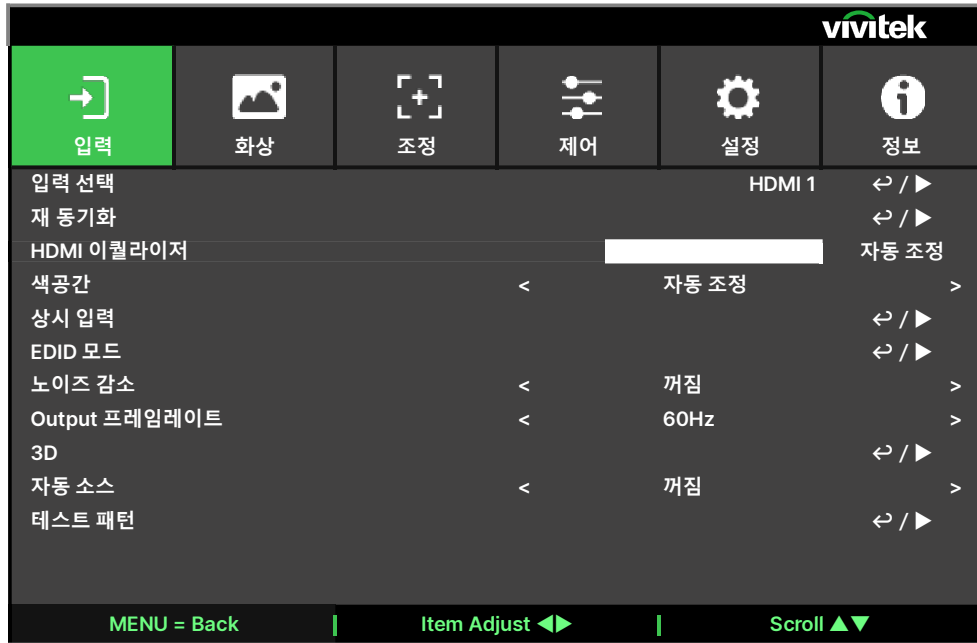 vivitek
입력 화상 조정 제어 설정 정보
입력 선택 HDMI 1 ↩ / ▶
재 동기화 ↩ / ▶
HDMI 이퀄라이저 자동 조정
색공간 < 자동 조정 >
상시 입력 ↩ / ▶
EDID 모드 ↩ / ▶
노이즈 감소 < 꺼짐 >
Output 프레임레이트 < 60Hz >
3D ↩ / ▶
자동 소스 < 꺼짐 >
테스트 패턴 ↩ / ▶
MENU = Back Item Adjust ◀▶ Scroll ▲▼